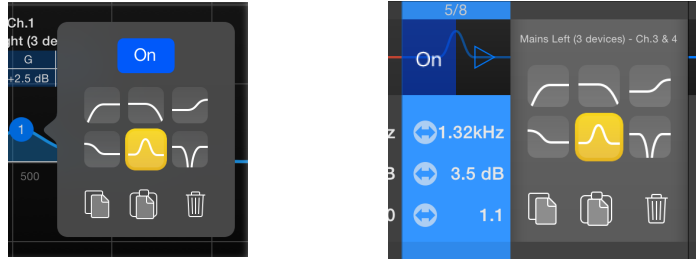 Ch.1
ght (3 de
G
+2.5 dB
On
1
500
5/8
On
Mains Left (3 devices) - Ch.3 & 4
z
1.32kHz
B
3.5 dB
0
1.1